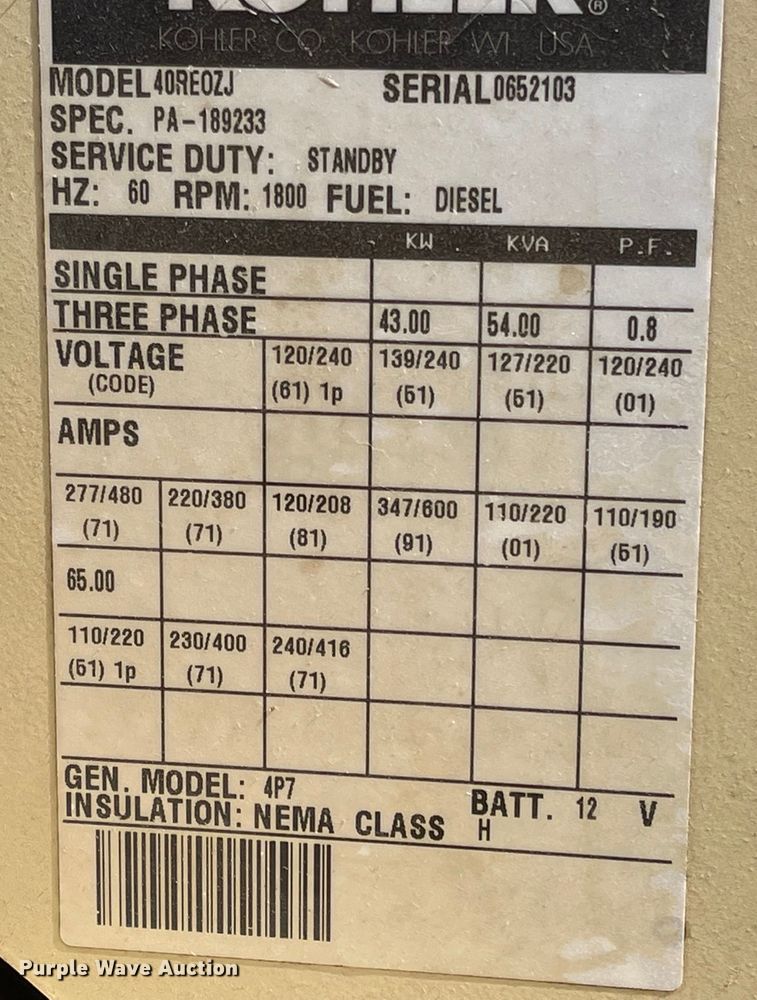 KOHLER®
KOHLER CO. KOHLER, WI. USA
MODEL 40REOZJ SERIAL 0652103
SPEC. PA-189233
SERVICE DUTY: STANDBY
HZ: 60 RPM: 1800 FUEL: DIESEL
KW KVA P.F.
SINGLE PHASE
THREE PHASE 43.00 54.00 0.8
VOLTAGE 120/240 139/240 127/220 120/240
(CODE) (61) 1p (51) (51) (01)
AMPS
277/480 220/380 120/208 347/600 110/220 110/190
(71) (71) (81) (91) (01) (51)
65.00
110/220 230/400 240/416
(51) 1p (71) (71)
GEN. MODEL: 4P7 BATT. 12 V
INSULATION: NEMA CLASS H
Purple Wave Auction